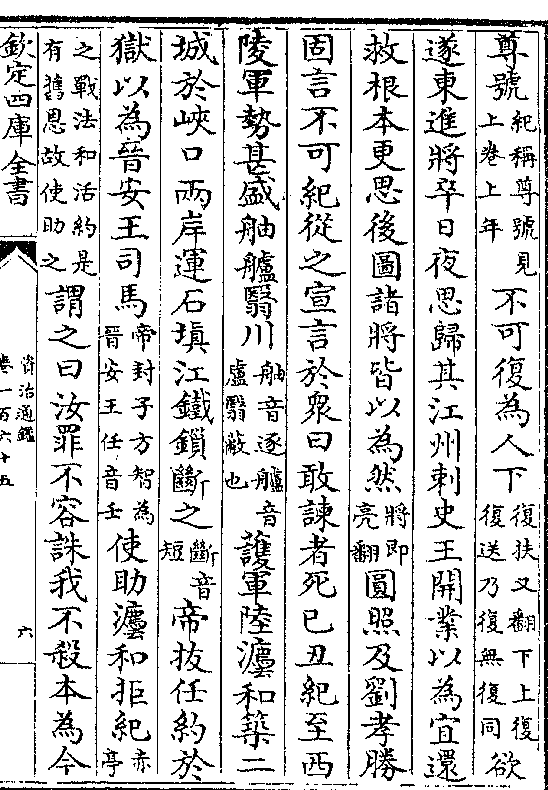 尊號紀稱尊號見上卷上年不可復為人下復扶又翻下上復復送乃復無復同欲
遂東進將卒日夜思歸其江州刺史王開業以為宜還
救根本更思後圖諸將皆以為然將即亮翻圓照及劉孝勝
固言不可紀從之宣言於衆曰敢諫者死已丑紀至西
陵軍勢甚盛舳艫翳川舳音逐艫音盧翳蔽也護軍陸灋和築二
城於峽口兩岸運石填江鐵鎖斷之斷音短帝拔任約於
獄以為晉安王司馬帝封子方智為晉安王任音壬使助灋和拒紀赤亭
之戰法和活約是有舊恩故使助之謂之曰汝罪不容誅我不殺本為今
欽定四庫全書
資治通鑑
卷一百六十五
六